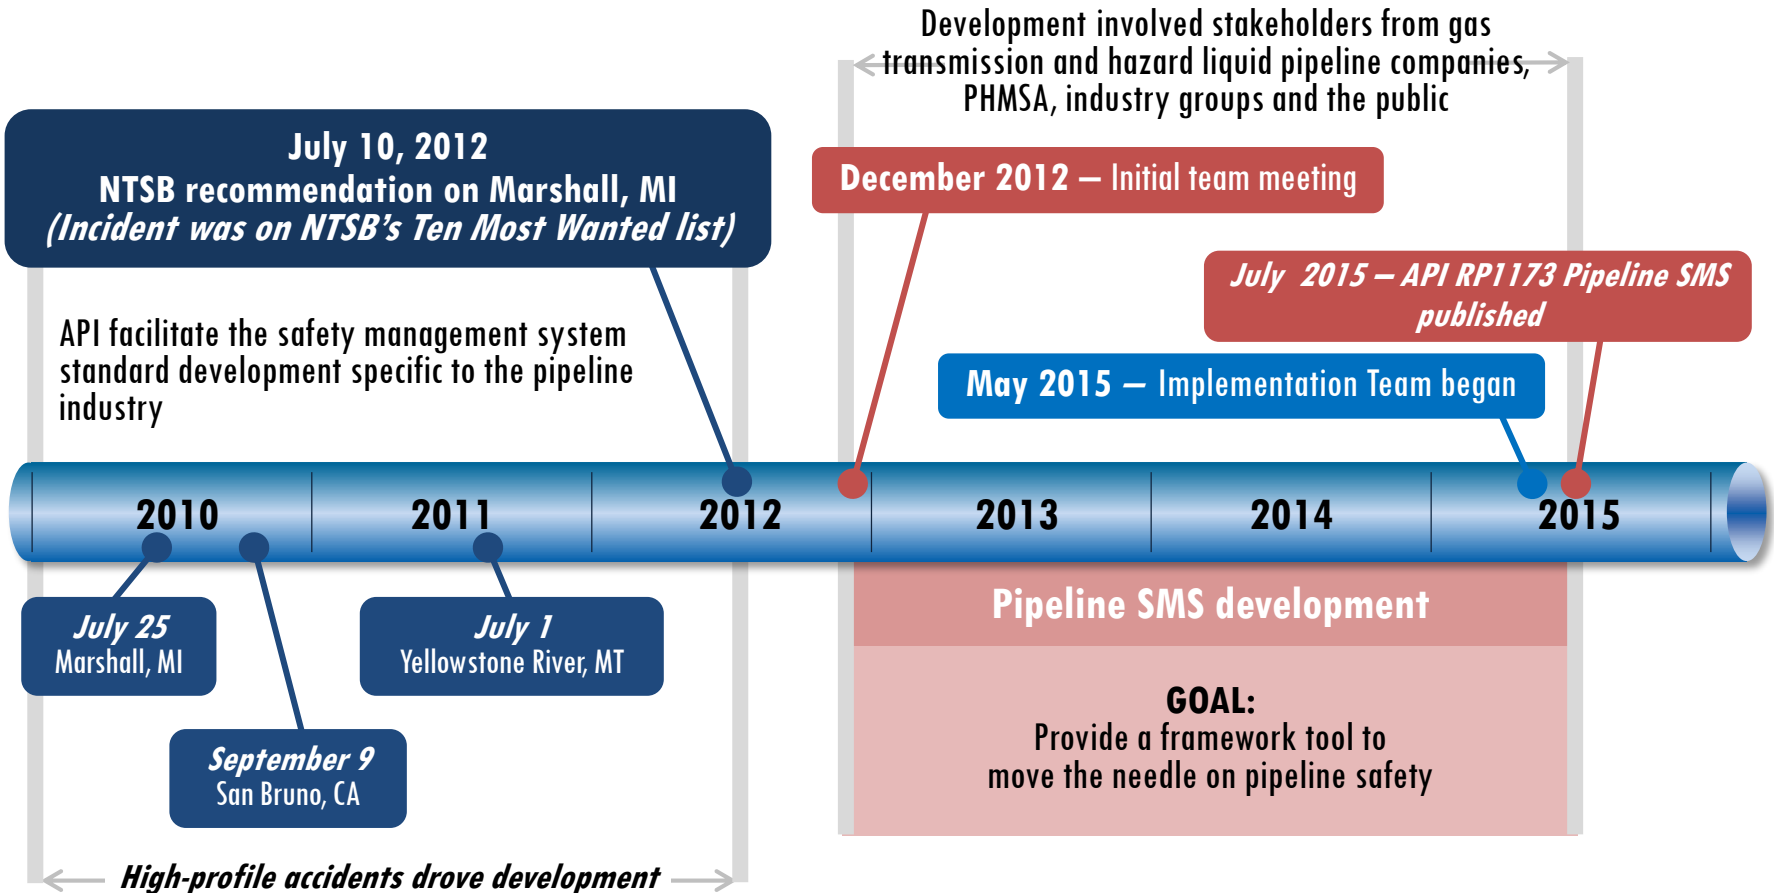 Development involved stakeholders from gas
transmission and hazard liquid pipeline companies,
PHMSA, industry groups and the public
July 10, 2012
NTSB recommendation on Marshall, MI
(Incident was on NTSB's Ten Most Wanted list)
December 2012 – Initial team meeting
July 2015 – API RP1173 Pipeline SMS
published
API facilitate the safety management system
standard development specific to the pipeline
industry
May 2015 – Implementation Team began
2010 2011 2012 2013 2014 2015
July 25
Marshall, MI
July 1
Yellowstone River, MT
September 9
San Bruno, CA
Pipeline SMS development
GOAL:
Provide a framework tool to
move the needle on pipeline safety
High-profile accidents drove development